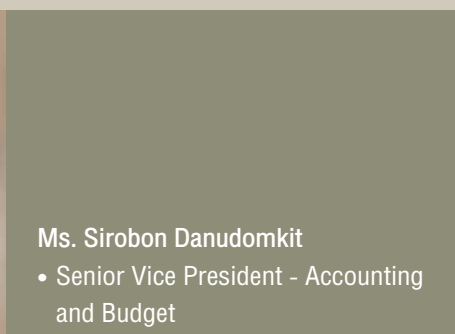 Ms. Sirobon Danudomkit
• Senior Vice President - Accounting
and Budget